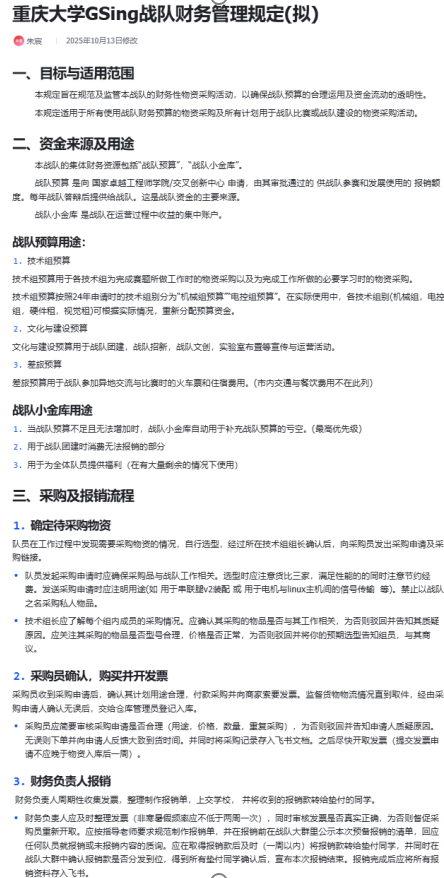 重庆大学GSing战队财务管理规定(拟)
朱宸 2025年10月13日修改
一、目标与适用范围
本规定旨在规范及监管本战队的财务性物资采购活动，以确保战队预算的合理运用及资金流动的透明性。
本规定适用于所有使用战队财务预算的物资采购及所有计划用于战队比赛或战队建设的物资采购活动。
二、资金来源及用途
本战队的集体财务资源包括“战队预算”，“战队小金库”。
战队预算 是向 国家卓越工程师学院/交叉创新中心 申请，由其审批通过的 供战队参赛和发展使用的 报销额
度。每年战队答辩后提供给战队。这是战队资金的主要来源。
战队小金库 是战队在运营过程中收益的集中账户。
战队预算用途：
1. 技术组预算
技术组预算用于各技术组为完成赛题所做工作时的物资采购以及为完成工作所做的必要学习时的物资采购。
技术组预算按照24年申请时的技术组别分为“机械组预算”“电控组预算”。在实际使用中，各技术组别(机械组，电控
组，硬件租，视觉租)可根据实际情况，重新分配预算资金。
2. 文化与建设预算
文化与建设预算用于战队团建，战队招新，战队文创，实验室布置等宣传与运营活动。
3. 差旅预算
差旅预算用于战队参加异地交流与比赛时的火车票和住宿费用。(市内交通与餐饮费用不在此列)
战队小金库用途
1. 当战队预算不足且无法增加时，战队小金库自动用于补充战队预算的亏空。(最高优先级)
2. 用于战队团建时消费无法报销的部分
3. 用于为全体队员提供福利（在有大量剩余的情况下使用）
三、采购及报销流程
1. 确定待采购物资
队员在工作过程中发现需要采购物资的情况，自行选型，经过所在技术组组长确认后，向采购员发出采购申请及采
购链接。
• 队员发起采购申请时应确保采购品与战队工作相关。选型时应注意货比三家，满足性能的的同时注意节约经
费。发送采购申请时应注明用途(如 用于串联腿v2装配 或 用于电机与linux主机间的信号传输 等)。禁止以战队
之名采购私人物品。
• 技术组长应了解每个组内成员的采购情况。应确认其采购的物品是否与其工作相关，为否则驳回并告知其质疑
原因。应关注其采购的物品是否型号合理，价格是否正常，为否则驳回并将你的预期选型告知组员，与其商
议。
2. 采购员确认，购买并开发票
采购员收到采购申请后，确认其计划用途合理，付款采购并向商家索要发票。监督货物物流情况直到取件，经由采
购申请人确认无误后，交给仓库管理员登记入库。
• 采购员应简要审核采购申请是否合理（用途，价格，数量，重复采购），为否则驳回并告知申请人质疑原因。
无误则下单并向申请人反馈大致到货时间。并同时将采购记录存入飞书文档。之后尽快开取发票（提交发票申
请不应晚于物资入库后一周）。
3. 财务负责人报销
财务负责人周期性收集发票，整理制作报销单，上交学校， 并将收到的报销款转给垫付的同学。
• 财务负责人应及时整理发票（非寒暑假频率应不低于两周一次），同时审核发票是否真实正确，为否则督促采
购员重新开取。应按指导老师要求规范制作报销单，并在报销前在战队大群里公示本次预备报销的清单，回应
任何队员就报销或未报销内容的质询。应在取得报销款后及时（一周以内）将报销款转给垫付同学，并同时在
战队大群中确认报销款是否分发到位，得到所有垫付同学确认后，宣布本次报销结束。报销完成后应将所有报
销资料存入飞书。